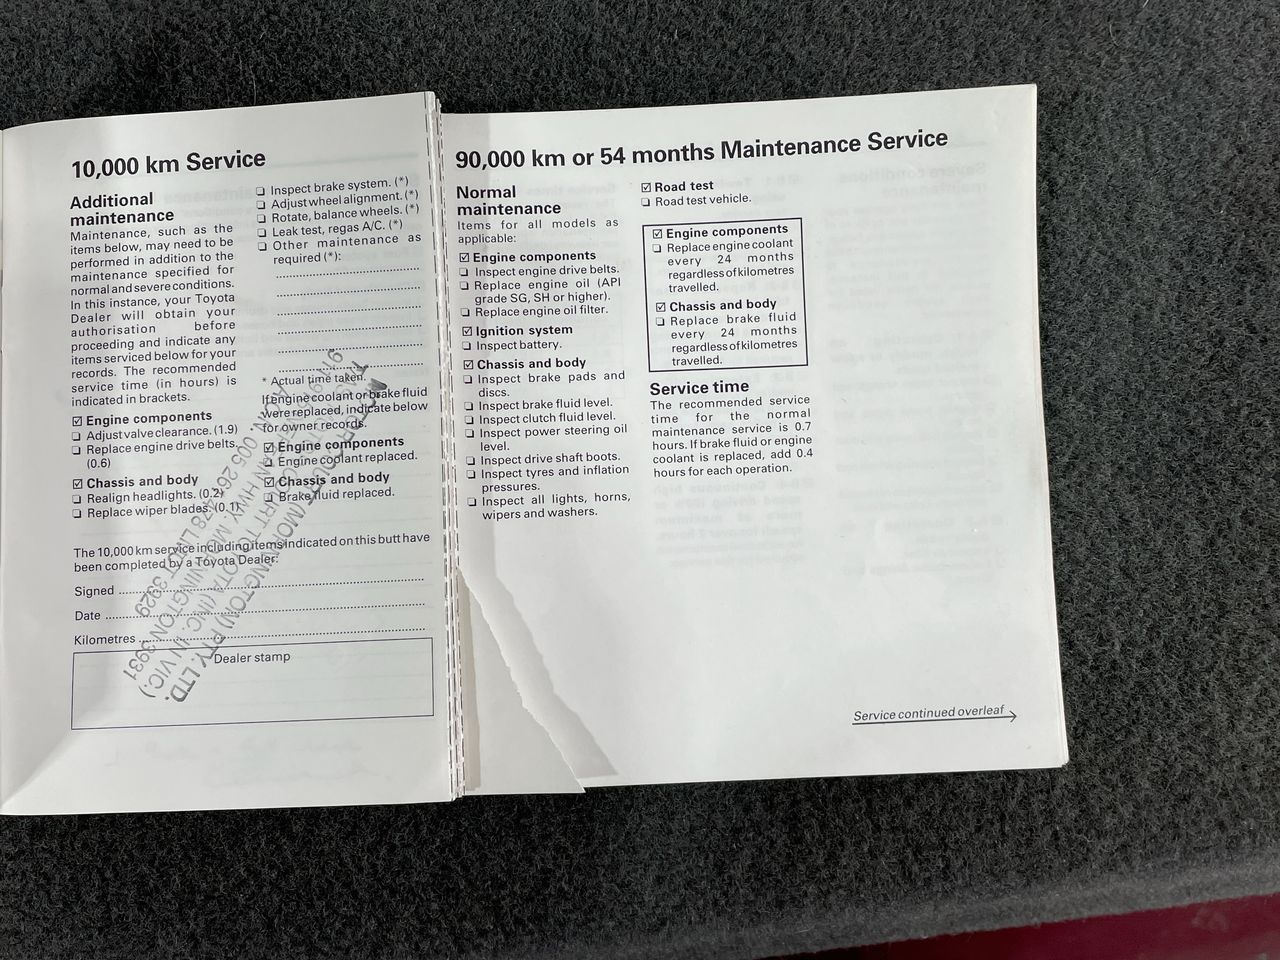 10,000 km Service
Additional
maintenance
Maintenance, such as the
items below, may need to be
performed in addition to the
maintenance specified for
normal and severe conditions.
In this instance, your Toyota
Dealer will obtain your
authorisation before
proceeding and indicate any
items serviced below for your
records. The recommended
service time (in hours) is
indicated in brackets.
☑ Engine components
❏ Adjust valve clearance. (1.9)
❏ Replace engine drive belts.
(0.6)
☑ Chassis and body
❏ Realign headlights. (0.2)
❏ Replace wiper blades. (0.1)
❏ Inspect brake system. (*)
❏ Adjust wheel alignment. (*)
❏ Rotate, balance wheels. (*)
❏ Leak test, regas A/C. (*)
❏ Other maintenance as
required (*):
* Actual time taken.
If engine coolant or brake fluid
were replaced, indicate below
for owner records.
☑ Engine components
❏ Engine coolant replaced.
☑ Chassis and body
❏ Brake fluid replaced.
The 10,000 km service including items indicated on this butt have
been completed by a Toyota Dealer:
Signed
Date
Kilometres
Dealer stamp
(MORNINGTON) PTY. LTD.
TOYOTA (INC. IN VIC.)
MORNINGTON 3931
90,000 km or 54 months Maintenance Service
Normal
maintenance
Items for all models as
applicable:
☑ Engine components
❏ Inspect engine drive belts.
❏ Replace engine oil (API
grade SG, SH or higher).
❏ Replace engine oil filter.
☑ Ignition system
❏ Inspect battery.
☑ Chassis and body
❏ Inspect brake pads and
discs.
❏ Inspect brake fluid level.
❏ Inspect clutch fluid level.
❏ Inspect power steering oil
level.
❏ Inspect drive shaft boots.
❏ Inspect tyres and inflation
pressures.
❏ Inspect all lights, horns,
wipers and washers.
☑ Road test
❏ Road test vehicle.
☑ Engine components
❏ Replace engine coolant
every 24 months
regardless of kilometres
travelled.
☑ Chassis and body
❏ Replace brake fluid
every 24 months
regardless of kilometres
travelled.
Service time
The recommended service
time for the normal
maintenance service is 0.7
hours. If brake fluid or engine
coolant is replaced, add 0.4
hours for each operation.
Service continued overleaf